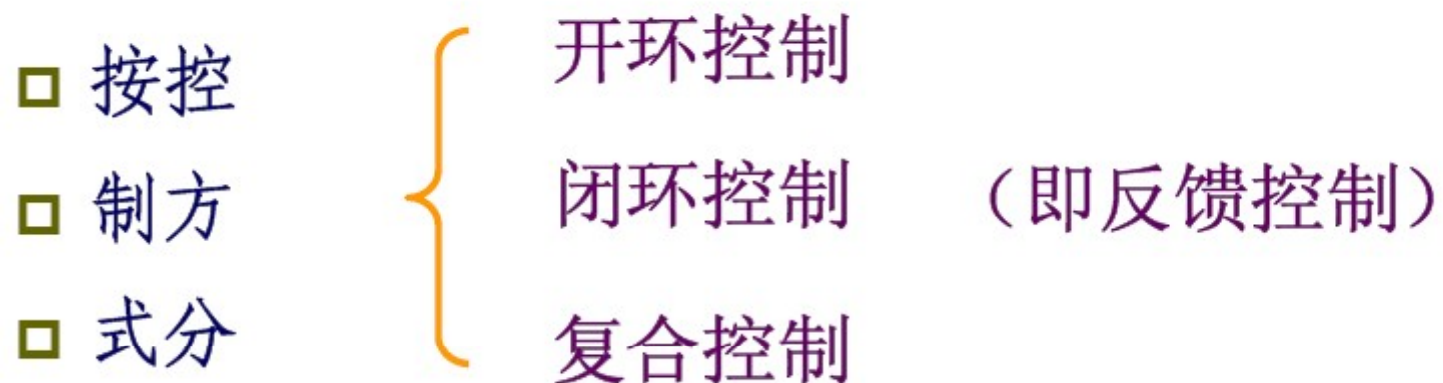 按控
制方
式分
开环控制
闭环控制 （即反馈控制）
复合控制